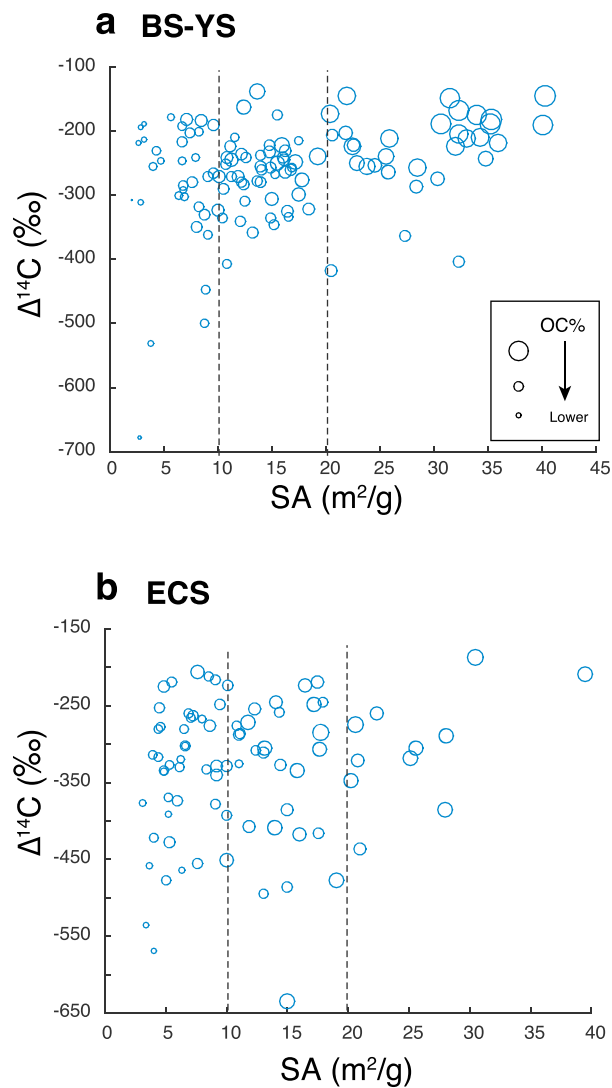 a BS-YS
-100
-200
-300
-400
-500
-600
-700
Δ¹⁴C (‰)
OC%
Lower
0 5 10 15 20 25 30 35 40 45
SA (m²/g)
b ECS
-150
-250
-350
-450
-550
-650
Δ¹⁴C (‰)
0 5 10 15 20 25 30 35 40
SA (m²/g)